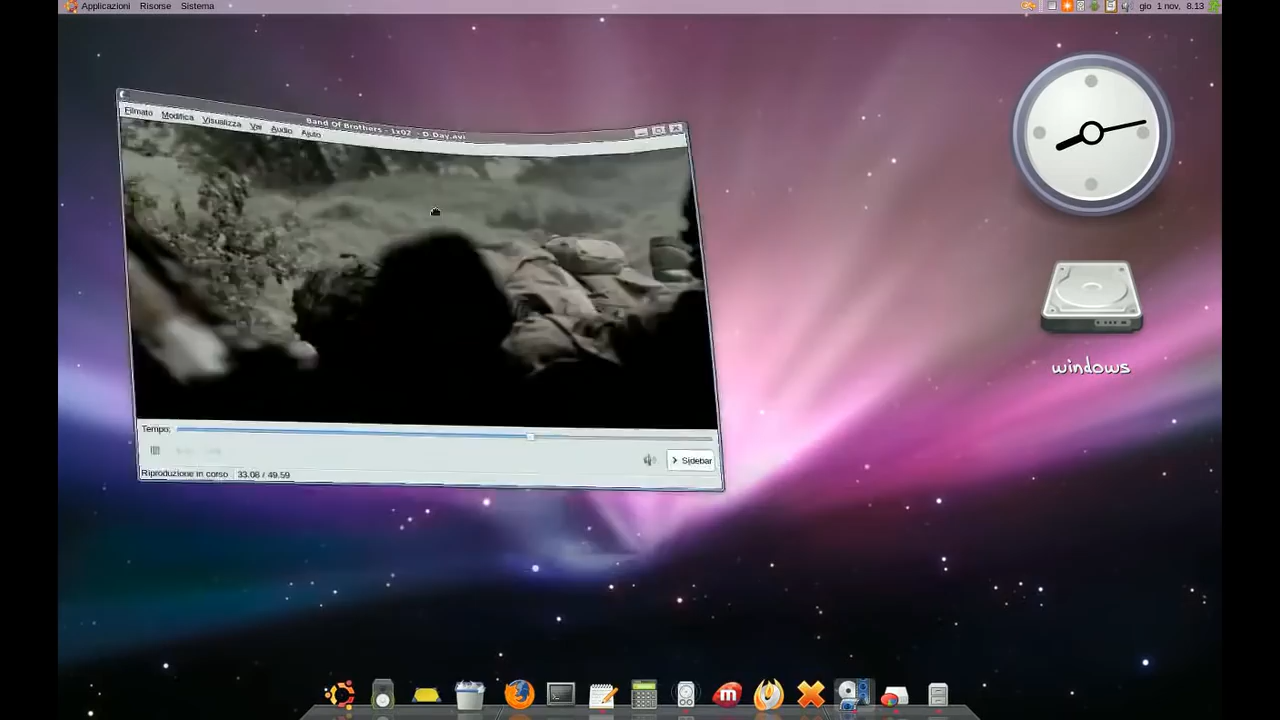 Applicazioni Risorse Sistema gio 1 nov, 8.13
Band Of Brothers - 1x02 - D-Day.avi
Filmato Modifica Visualizza Vai Audio Aiuto
windows
Tempo:
Sidebar
Riproduzione in corso 33.06 / 49.59
m